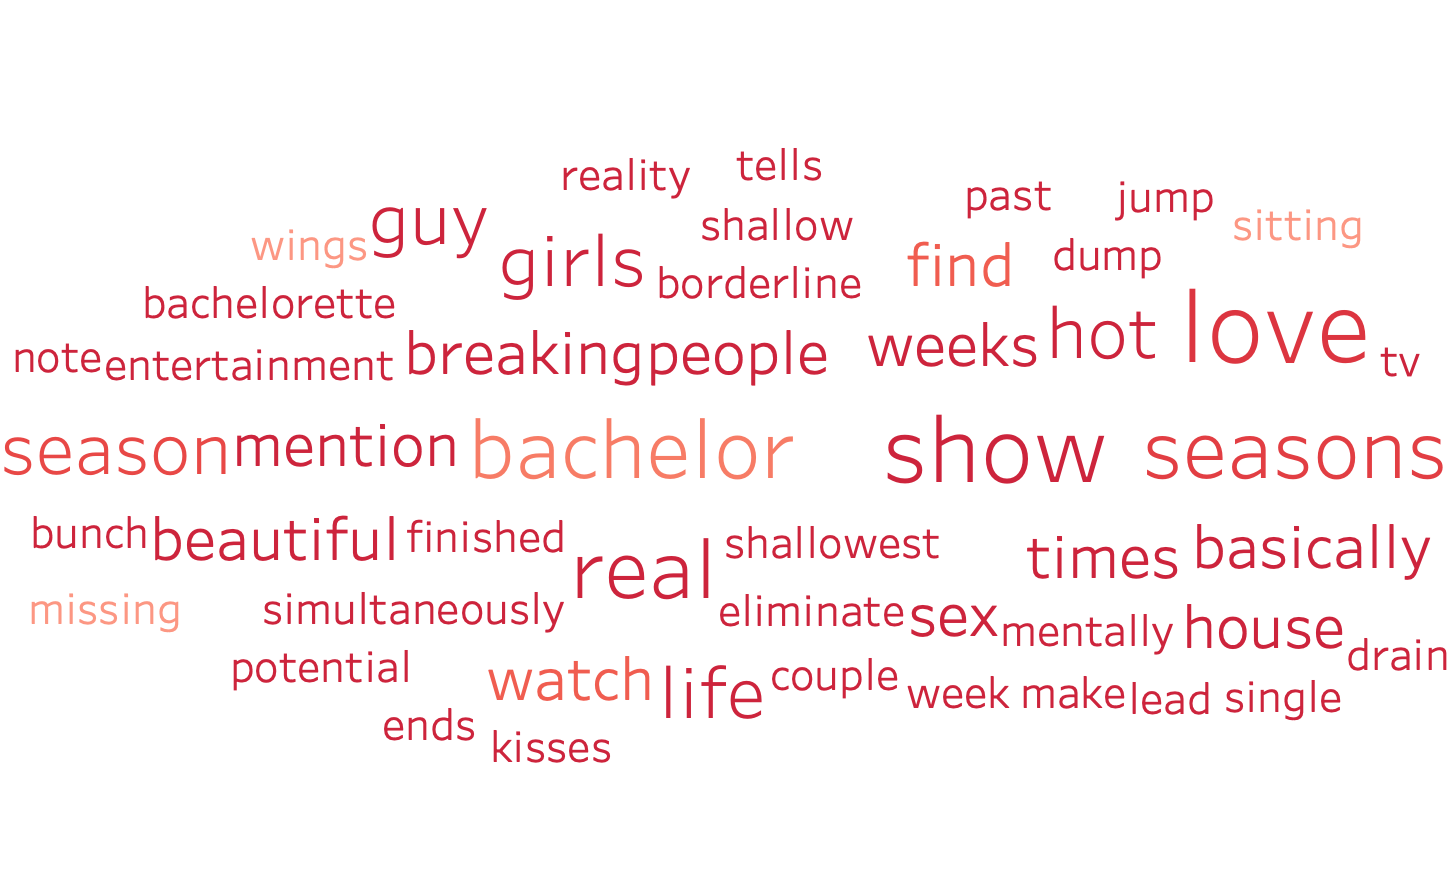 reality tells
past jump
wings guy shallow sitting
girls borderline find dump
bachelorette
note entertainment breaking people weeks hot love tv
season mention bachelor show seasons
bunch beautiful finished real shallowest times basically
missing simultaneously eliminate sex mentally house drain
potential watch life couple week make lead single
ends kisses